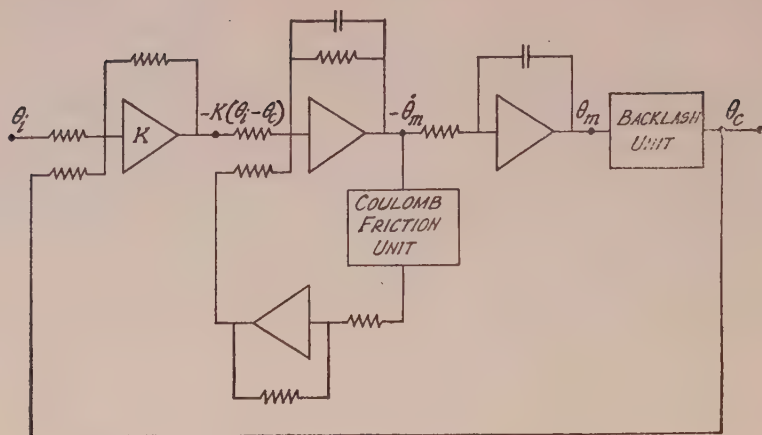 θi
K
-K(θi-θc)
-θ̇m
θm
BACKLASH
UNIT
θc
COULOMB
FRICTION
UNIT